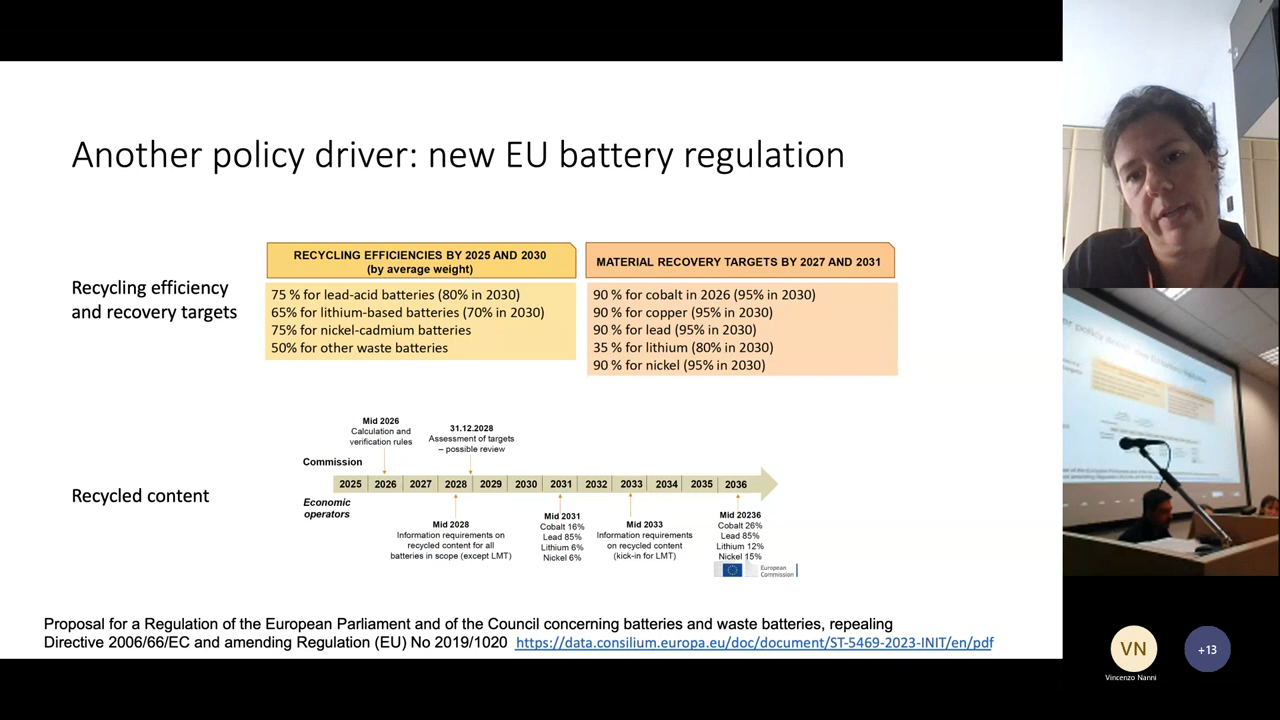 Another policy driver: new EU battery regulation
Recycling efficiency
and recovery targets
RECYCLING EFFICIENCIES BY 2025 AND 2030
(by average weight)
75 % for lead-acid batteries (80% in 2030)
65% for lithium-based batteries (70% in 2030)
75% for nickel-cadmium batteries
50% for other waste batteries
MATERIAL RECOVERY TARGETS BY 2027 AND 2031
90 % for cobalt in 2026 (95% in 2030)
90 % for copper (95% in 2030)
90 % for lead (95% in 2030)
35 % for lithium (80% in 2030)
90 % for nickel (95% in 2030)
Recycled content
Mid 2026
Calculation and
verification rules
31.12.2028
Assessment of targets
– possible review
Commission
2025 2026 2027 2028 2029 2030 2031 2032 2033 2034 2035 2036
Economic
operators
Mid 2028
Information requirements on
recycled content for all
batteries in scope (except LMT)
Mid 2031
Cobalt 16%
Lead 85%
Lithium 6%
Nickel 6%
Mid 2033
Information requirements
on recycled content
(kick-in for LMT)
Mid 20236
Cobalt 26%
Lead 85%
Lithium 12%
Nickel 15%
European
Commission
Proposal for a Regulation of the European Parliament and of the Council concerning batteries and waste batteries, repealing
Directive 2006/66/EC and amending Regulation (EU) No 2019/1020 https://data.consilium.europa.eu/doc/document/ST-5469-2023-INIT/en/pdf
VN
Vincenzo Nanni
+13